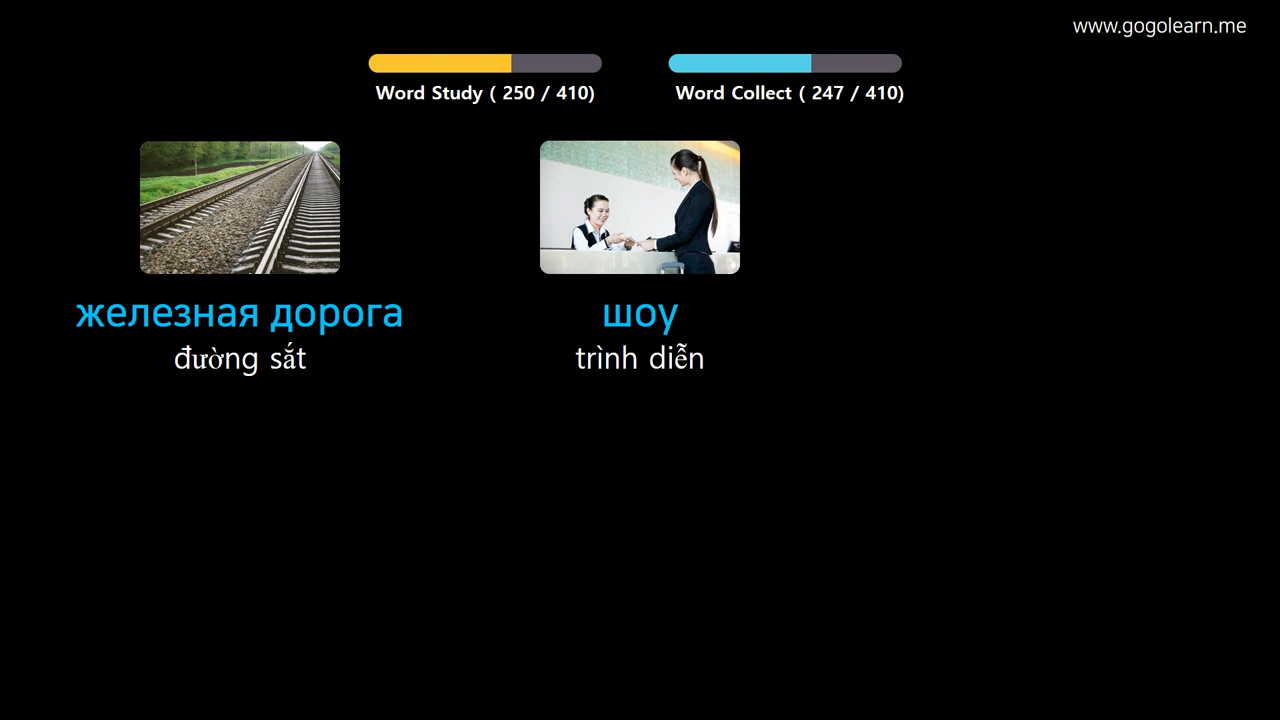 www.gogolearn.me
Word Study ( 250 / 410)
Word Collect ( 247 / 410)
железная дорога
đường sắt
шоу
trình diễn